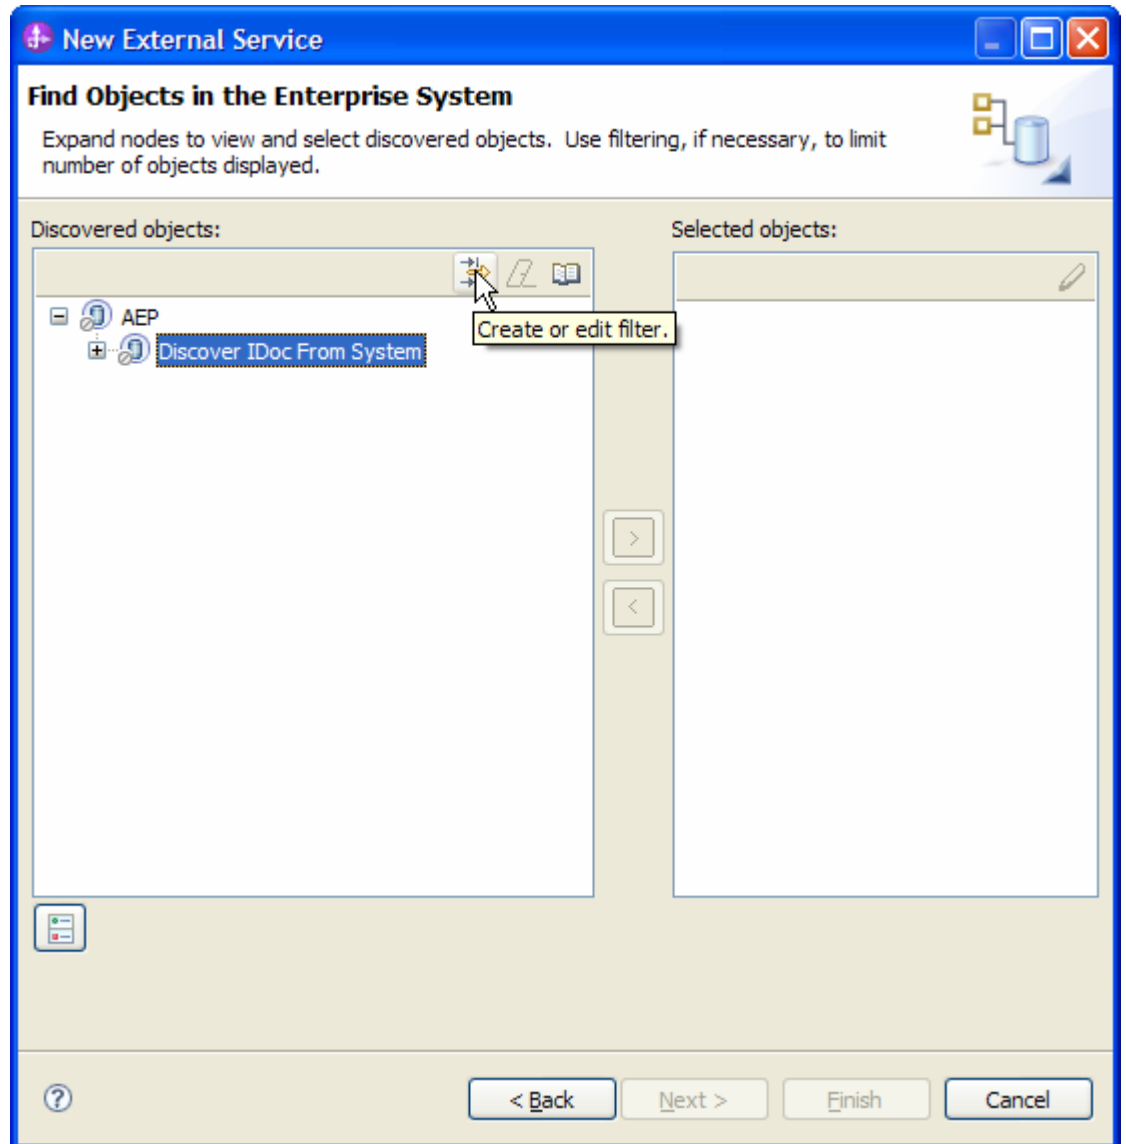 New External Service
Find Objects in the Enterprise System
Expand nodes to view and select discovered objects.  Use filtering, if necessary, to limit
number of objects displayed.
Discovered objects:
Selected objects:
AEP
Create or edit filter.
Discover IDoc From System
>
<
?
< Back
Next >
Finish
Cancel